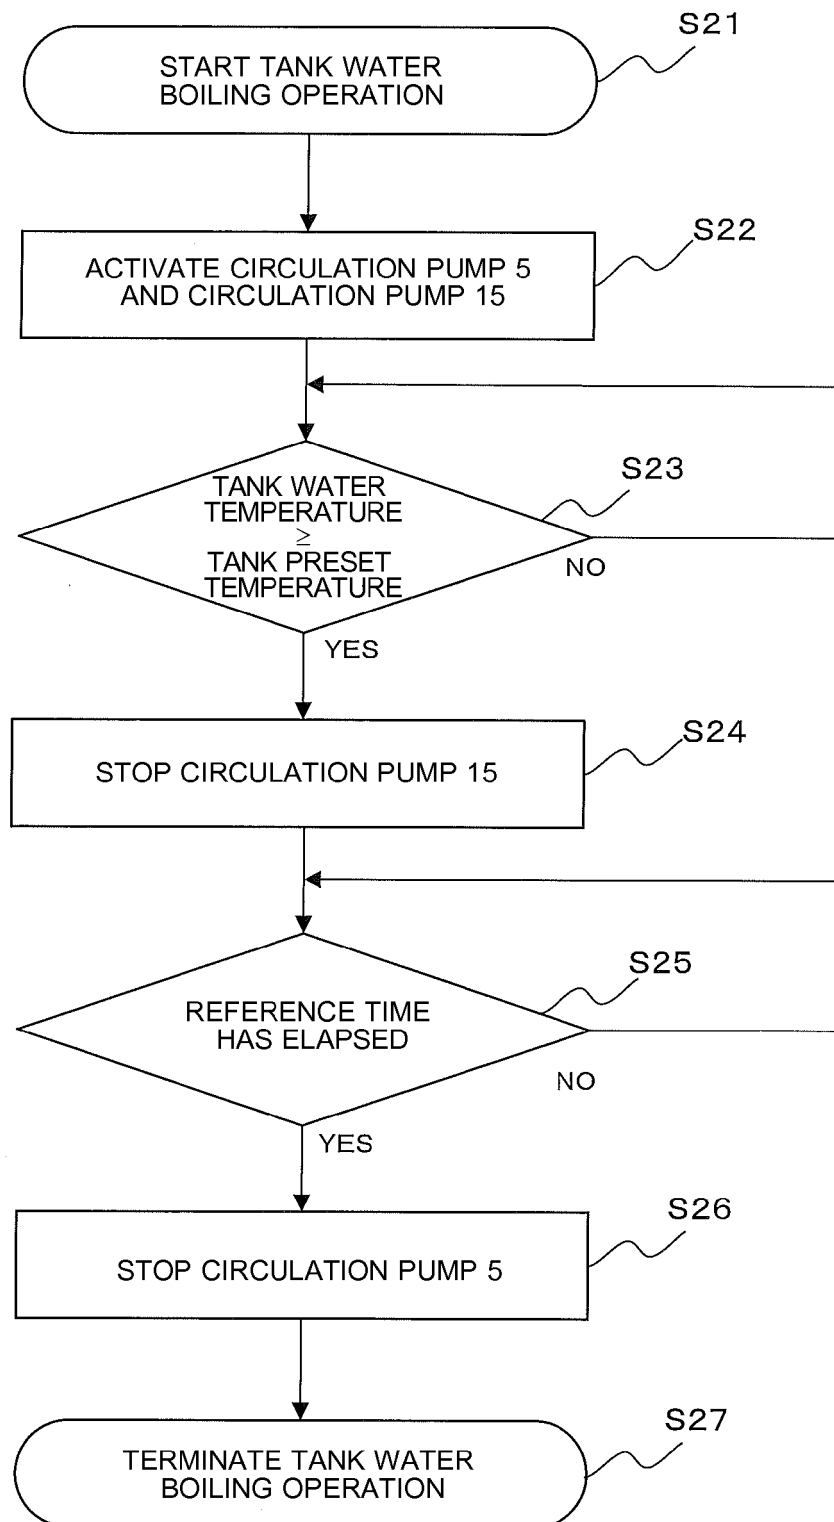 S21
START TANK WATER
BOILING OPERATION
S22
ACTIVATE CIRCULATION PUMP 5
AND CIRCULATION PUMP 15
S23
TANK WATER
TEMPERATURE
≥
TANK PRESET
TEMPERATURE
NO
YES
S24
STOP CIRCULATION PUMP 15
S25
REFERENCE TIME
HAS ELAPSED
NO
YES
S26
STOP CIRCULATION PUMP 5
S27
TERMINATE TANK WATER
BOILING OPERATION